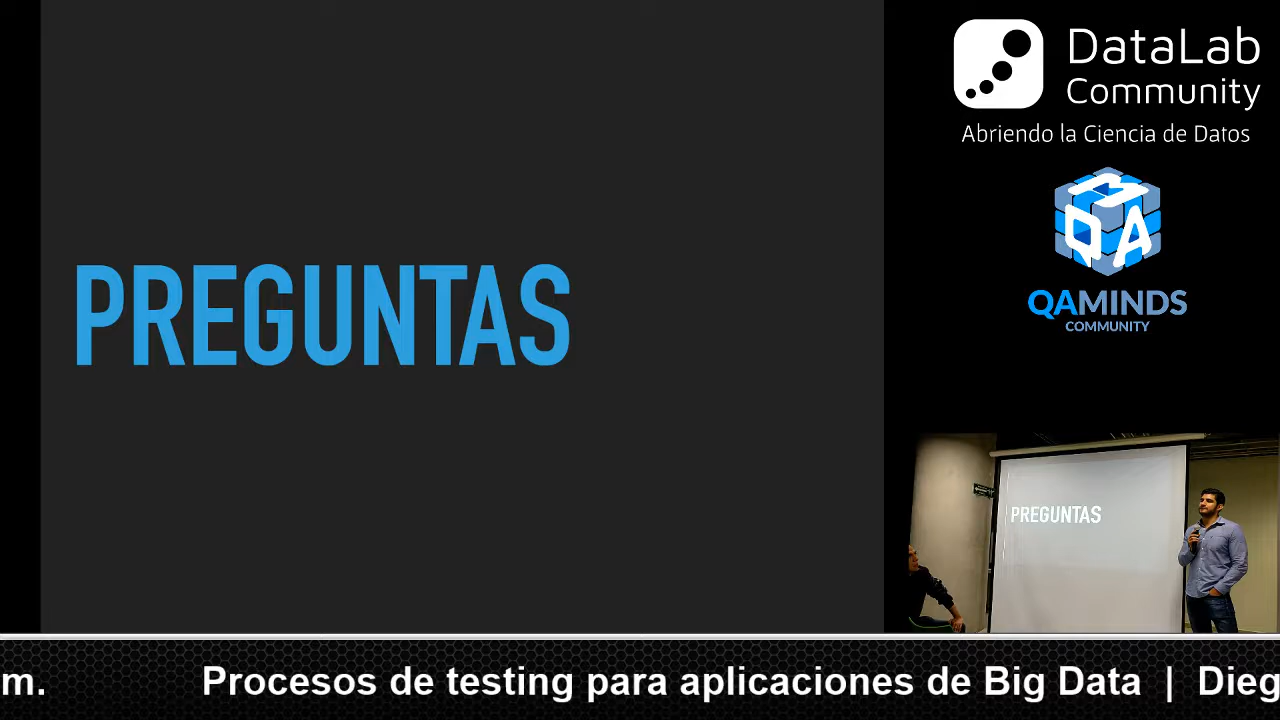 PREGUNTAS
DataLab
Community
Abriendo la Ciencia de Datos
QA
QAMINDS
COMMUNITY
PREGUNTAS
m. Procesos de testing para aplicaciones de Big Data | Dieg